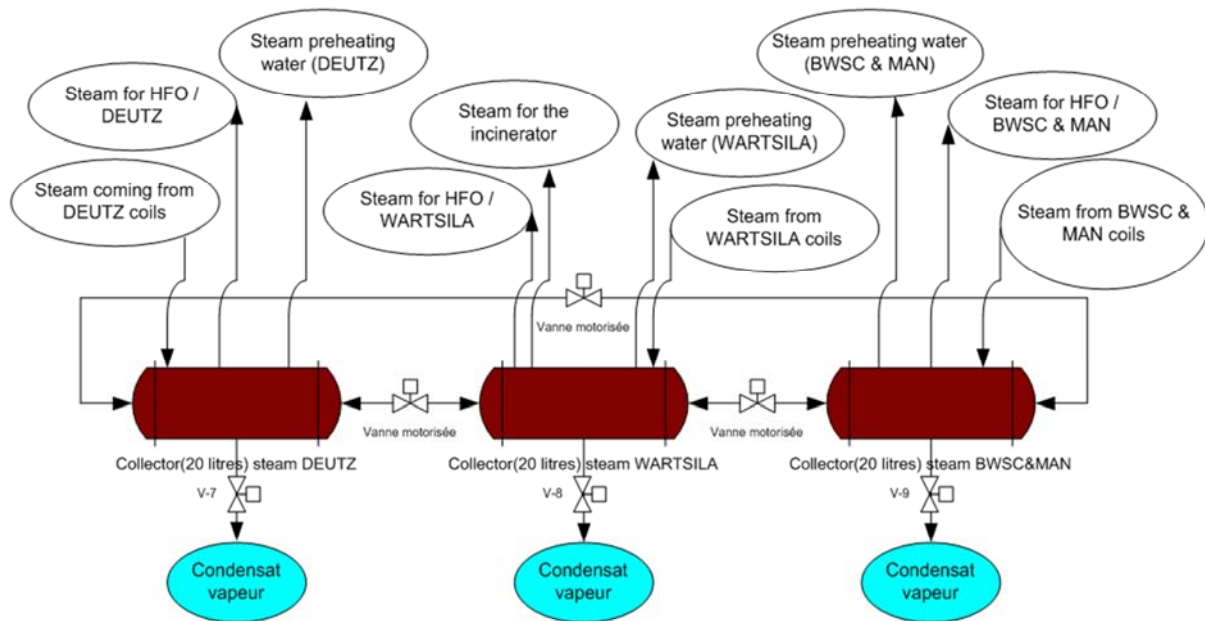 Steam preheating
water (DEUTZ)
Steam preheating water
(BWSC & MAN)
Steam for HFO /
DEUTZ
Steam for the
incinerator
Steam preheating
water (WARTSILA)
Steam for HFO /
BWSC & MAN
Steam coming from
DEUTZ coils
Steam for HFO /
WARTSILA
Steam from
WARTSILA coils
Steam from BWSC &
MAN coils
Vanne motorisée
Vanne motorisée
Vanne motorisée
Collector(20 litres) steam DEUTZ
Collector(20 litres) steam WARTSILA
Collector(20 litres) steam BWSC&MAN
V-7
V-8
V-9
Condensat
vapeur
Condensat
vapeur
Condensat
vapeur